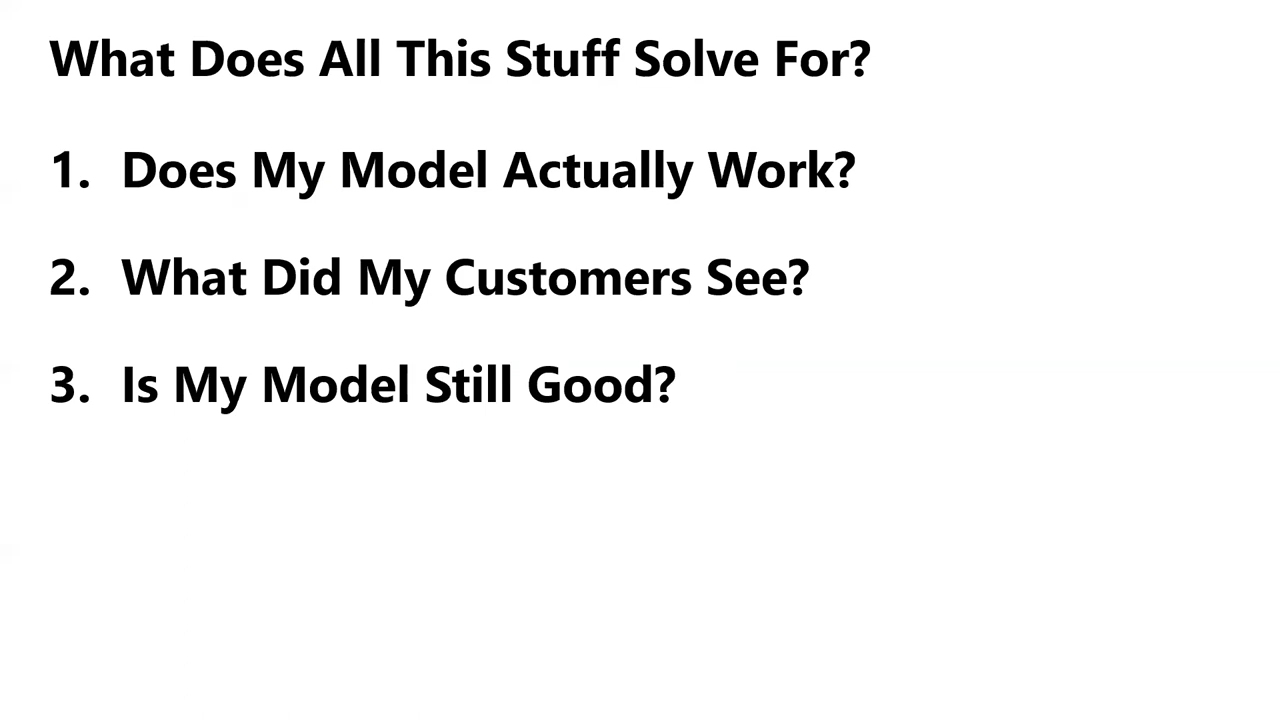 What Does All This Stuff Solve For?
1. Does My Model Actually Work?
2. What Did My Customers See?
3. Is My Model Still Good?